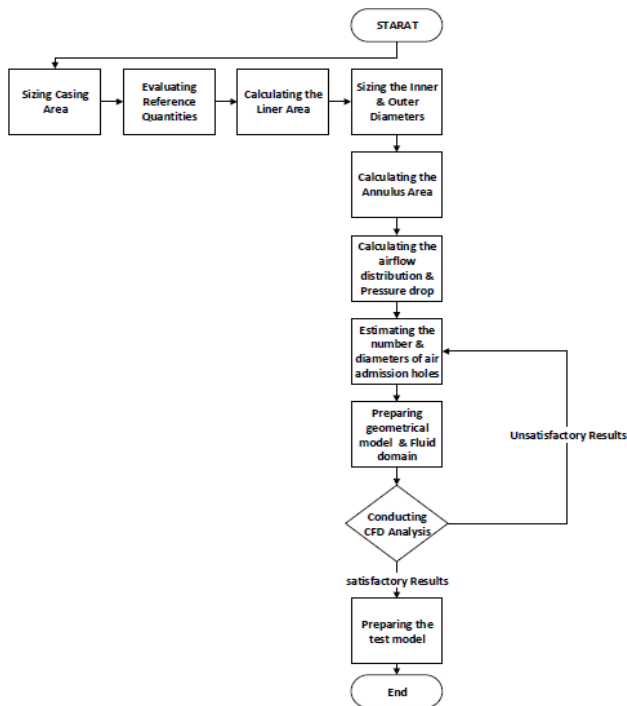 STARAT
Sizing Casing
Area
Evaluating
Reference
Quantities
Calculating the
Liner Area
Sizing the Inner
& Outer
Diameters
Calculating the
Annulus Area
Calculating the
airflow
distribution &
Pressure drop
Estimating the
number &
diameters of air
admission holes
Preparing
geometrical
model & Fluid
domain
Unsatisfactory Results
Conducting
CFD Analysis
satisfactory Results
Preparing the
test model
End